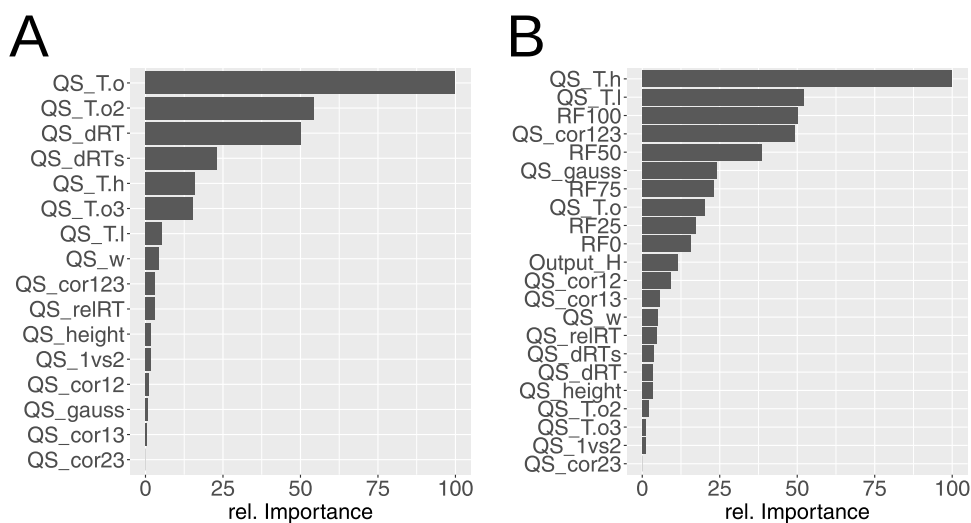 A
QS_T.o
QS_T.o2
QS_dRT
QS_dRTs
QS_T.h
QS_T.o3
QS_T.l
QS_w
QS_cor123
QS_relRT
QS_height
QS_1vs2
QS_cor12
QS_gauss
QS_cor13
QS_cor23
0 25 50 75 100
rel. Importance
B
QS_T.h
QS_T.l
RF100
QS_cor123
RF50
QS_gauss
RF75
QS_T.o
RF25
RF0
Output_H
QS_cor12
QS_cor13
QS_w
QS_relRT
QS_dRTs
QS_dRT
QS_height
QS_T.o2
QS_T.o3
QS_1vs2
QS_cor23
0 25 50 75 100
rel. Importance